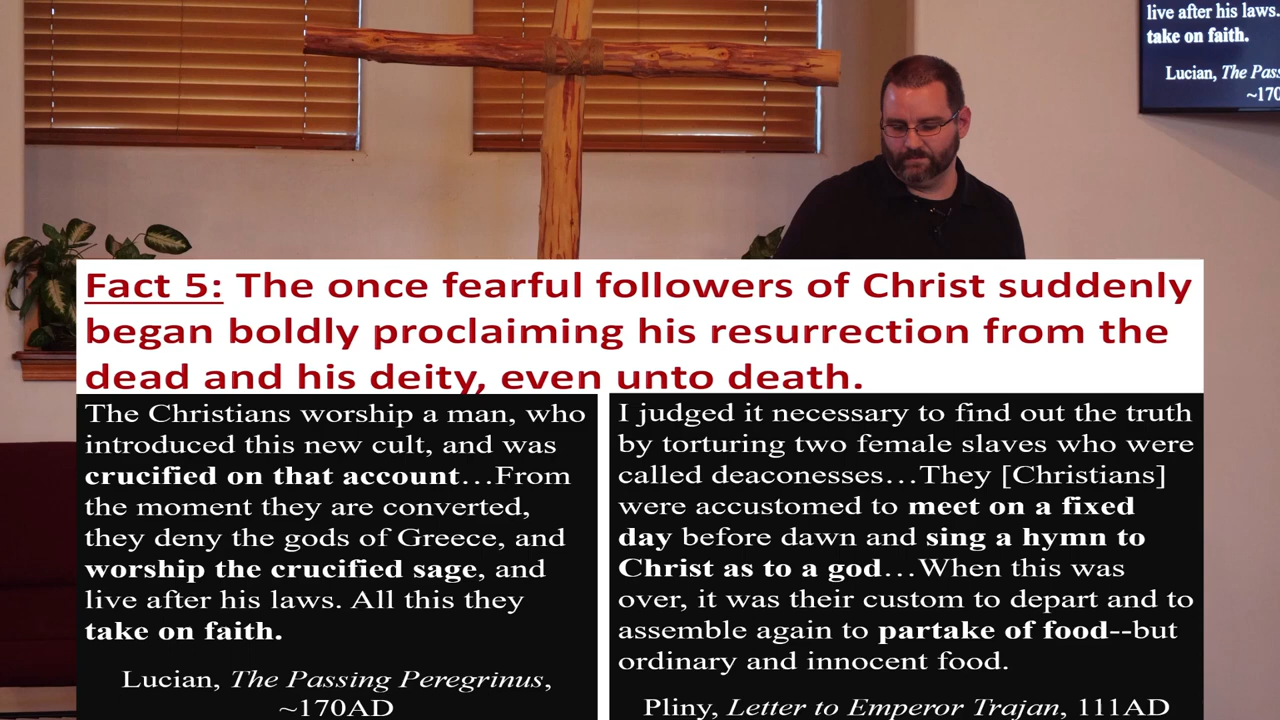 live after his laws.
take on faith.
Lucian, The Pass
~170
Fact 5: The once fearful followers of Christ suddenly
began boldly proclaiming his resurrection from the
dead and his deity, even unto death.
The Christians worship a man, who
introduced this new cult, and was
crucified on that account…From
the moment they are converted,
they deny the gods of Greece, and
worship the crucified sage, and
live after his laws. All this they
take on faith.
Lucian, The Passing Peregrinus,
~170AD
I judged it necessary to find out the truth
by torturing two female slaves who were
called deaconesses…They [Christians]
were accustomed to meet on a fixed
day before dawn and sing a hymn to
Christ as to a god…When this was
over, it was their custom to depart and to
assemble again to partake of food--but
ordinary and innocent food.
Pliny, Letter to Emperor Trajan, 111AD